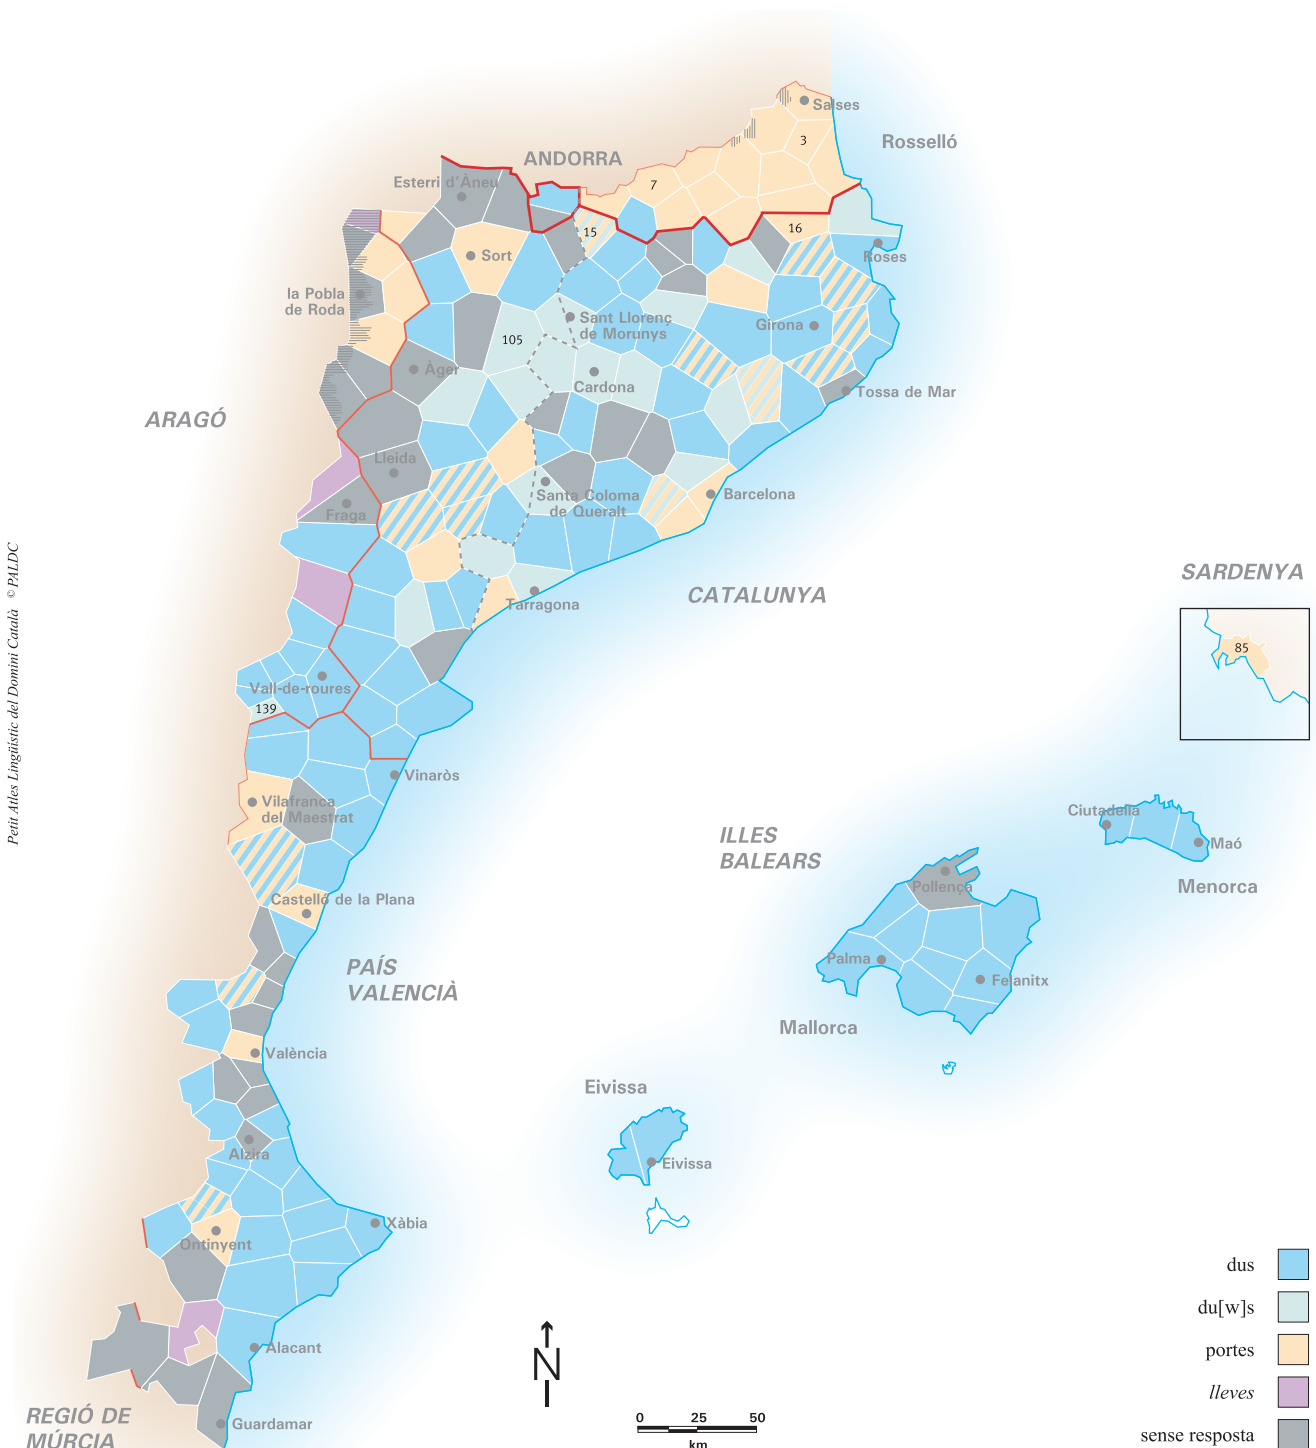 Salses
3
Rosselló
ANDORRA
Esterri d'Àneu
7
15
16
Roses
Sort
la Pobla
de Roda
Sant Llorenç
de Morunys
Girona
105
Àger
Cardona
Tossa de Mar
ARAGÓ
Lleida
Santa Coloma
de Queralt
Barcelona
Fraga
Petit Atles Lingüístic del Domini Català © PALDC
CATALUNYA
Tarragona
SARDENYA
85
Vall-de-roures
139
Vinaròs
Vilafranca
del Maestrat
ILLES
BALEARS
Ciutadella
Maó
Menorca
Pollença
Castelló de la Plana
PAÍS
VALENCIÀ
Palma
Felanitx
Mallorca
València
Eivissa
Alzira
Eivissa
Xàbia
Ontinyent
dus
du[w]s
portes
lleves
sense resposta
Alacant
N
REGIÓ DE
MÚRCIA
Guardamar
0 25 50
km